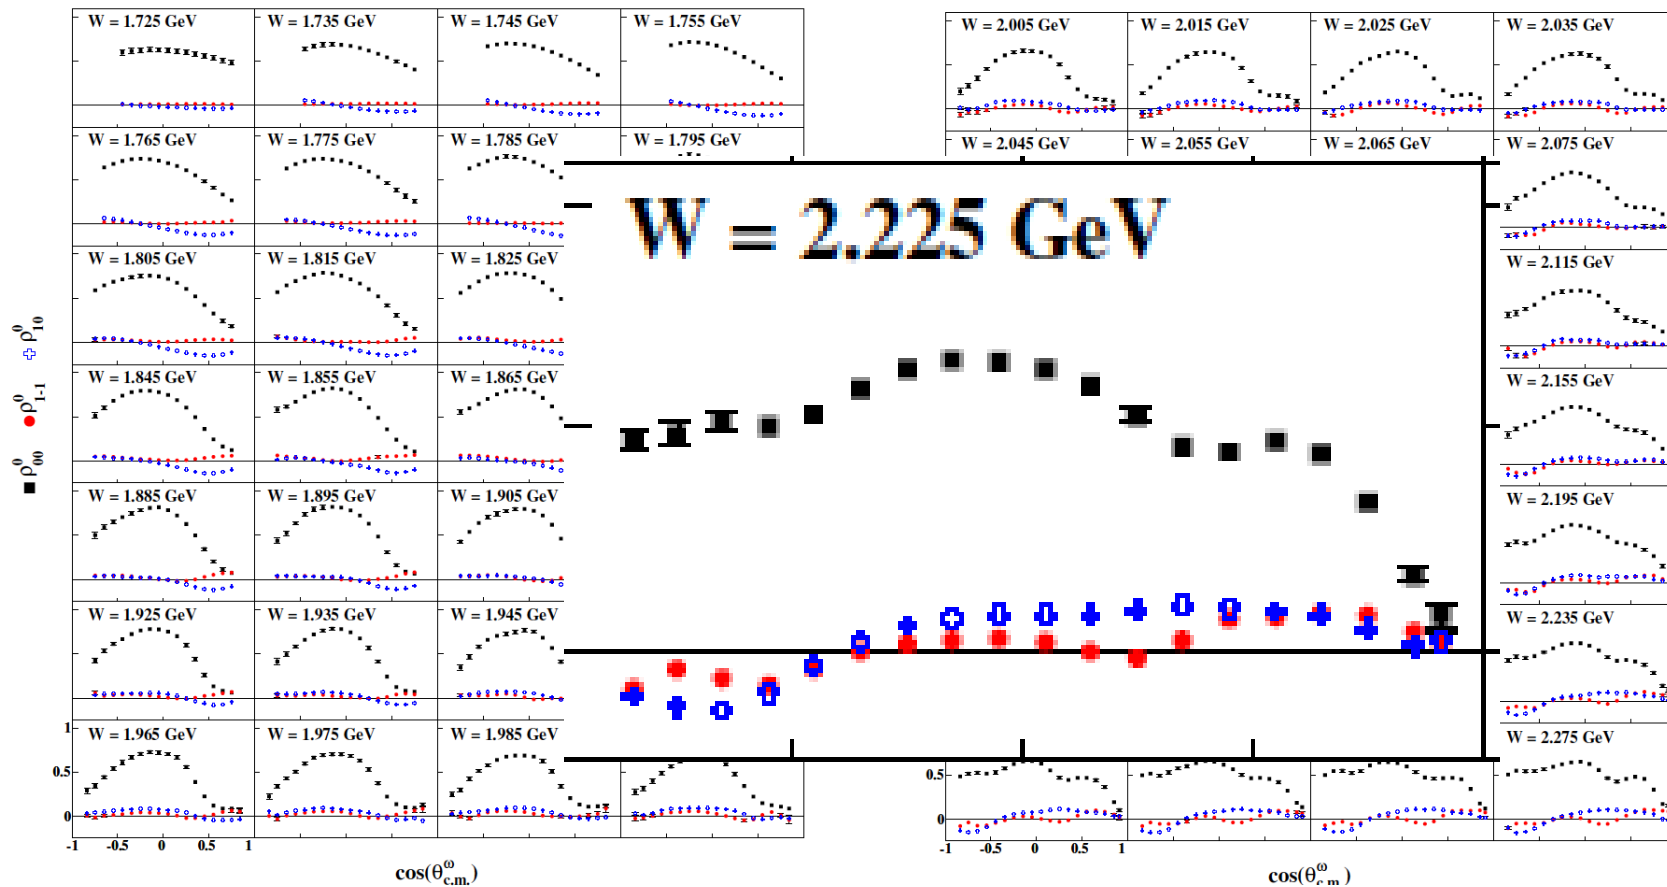 W = 1.725 GeV
W = 1.735 GeV
W = 1.745 GeV
W = 1.755 GeV
W = 2.005 GeV
W = 2.015 GeV
W = 2.025 GeV
W = 2.035 GeV
W = 1.765 GeV
W = 1.775 GeV
W = 1.785 GeV
W = 1.795 GeV
W = 2.045 GeV
W = 2.055 GeV
W = 2.065 GeV
W = 2.075 GeV
W = 2.225 GeV
W = 1.805 GeV
W = 1.815 GeV
W = 1.825 GeV
W = 2.115 GeV
W = 1.845 GeV
W = 1.855 GeV
W = 1.865 GeV
W = 2.155 GeV
W = 1.885 GeV
W = 1.895 GeV
W = 1.905 GeV
W = 2.195 GeV
W = 1.925 GeV
W = 1.935 GeV
W = 1.945 GeV
W = 2.235 GeV
W = 1.965 GeV
W = 1.975 GeV
W = 1.985 GeV
W = 2.275 GeV
■ρ⁰₀₀ ●ρ⁰₁₋₁ ✚ρ⁰₁₀
1
0.5
0
-1 -0.5 0 0.5 1
0.5
0
-1 -0.5 0 0.5 1
cos(θ^ω_c.m.)
cos(θ^ω_c.m.)